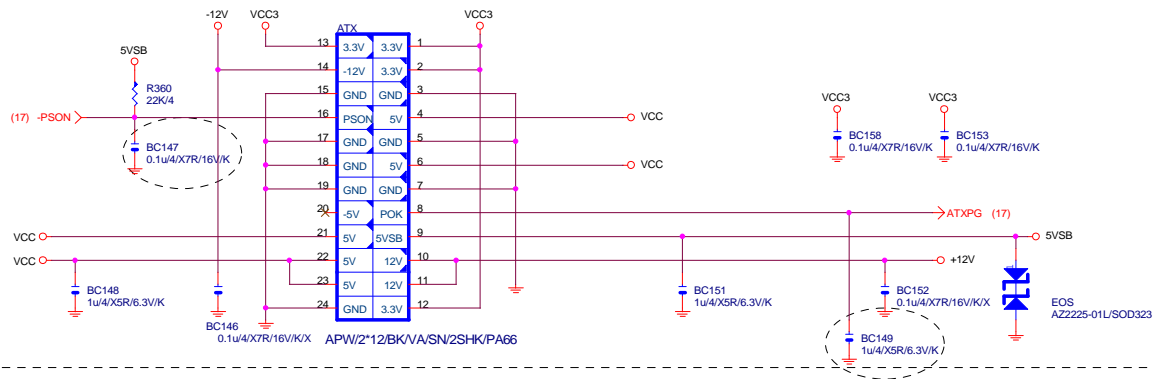 -12V VCC3 VCC3
ATX
5VSB
13 3.3V 3.3V 1
14 -12V 3.3V 2
R360
22K/4
15 GND GND 3
(17) -PSON 16 PSON 5V 4 VCC
VCC3 VCC3
BC147
0.1u/4/X7R/16V/K
17 GND GND 5
BC158
0.1u/4/X7R/16V/K
BC153
0.1u/4/X7R/16V/K
18 GND 5V 6 VCC
19 GND GND 7
20 -5V POK 8 ATXPG (17)
VCC 21 5V 5VSB 9 5VSB
VCC 22 5V 12V 10 +12V
23 5V 12V 11
24 GND 3.3V 12
BC148
1u/4/X5R/6.3V/K
BC146
0.1u/4/X7R/16V/K/X
BC151
1u/4/X5R/6.3V/K
BC152
0.1u/4/X7R/16V/K/X
EOS
AZ2225-01L/SOD323
BC149
1u/4/X5R/6.3V/K
APW/2*12/BK/VA/SN/2SHK/PA66